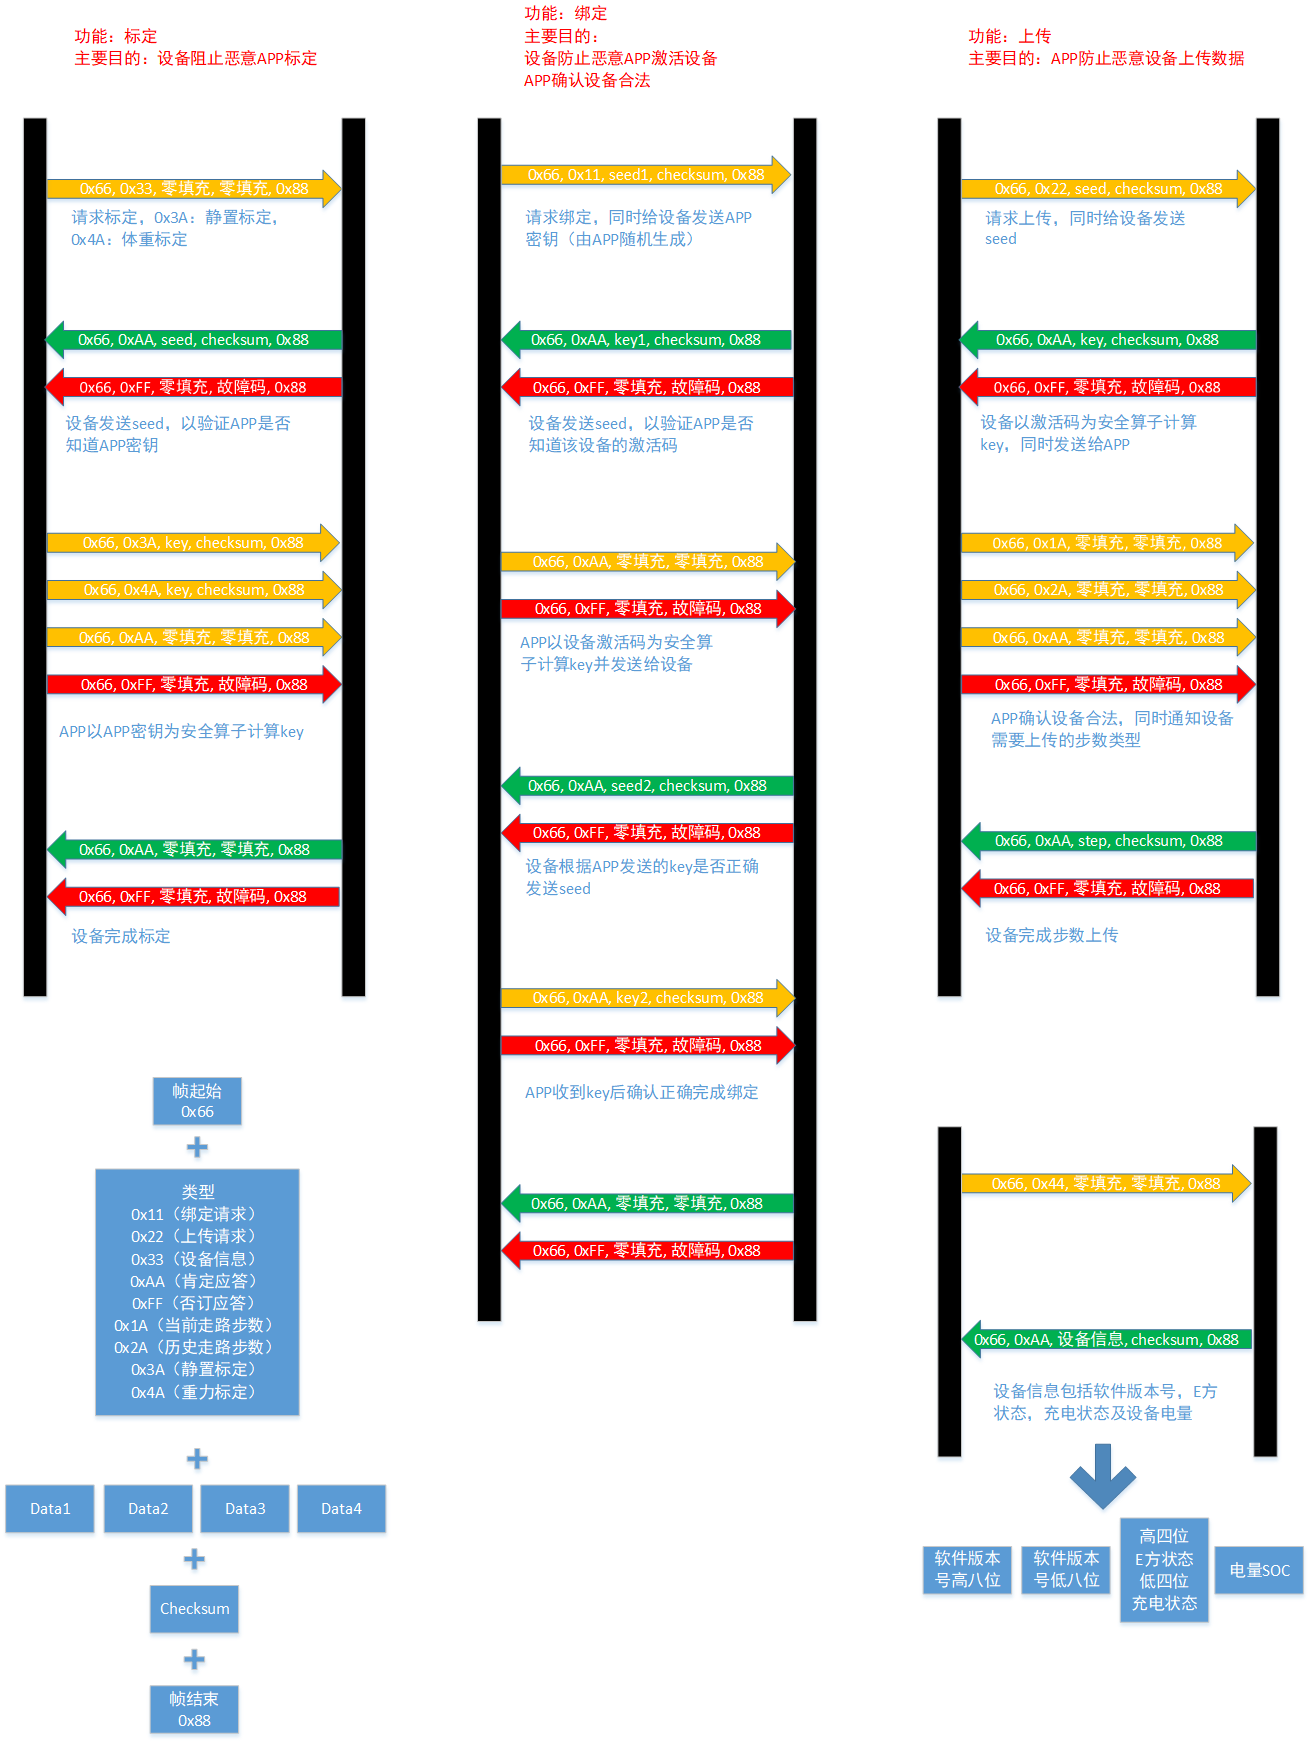 功能：标定
主要目的：设备阻止恶意APP标定
0x66, 0x33, 零填充, 零填充, 0x88
请求标定，0x3A：静置标定，
0x4A：体重标定
0x66, 0xAA, seed, checksum, 0x88
0x66, 0xFF, 零填充, 故障码, 0x88
设备发送seed，以验证APP是否
知道APP密钥
0x66, 0x3A, key, checksum, 0x88
0x66, 0x4A, key, checksum, 0x88
0x66, 0xAA, 零填充, 零填充, 0x88
0x66, 0xFF, 零填充, 故障码, 0x88
APP以APP密钥为安全算子计算key
0x66, 0xAA, 零填充, 零填充, 0x88
0x66, 0xFF, 零填充, 故障码, 0x88
设备完成标定
功能：绑定
主要目的：
设备防止恶意APP激活设备
APP确认设备合法
0x66, 0x11, seed1, checksum, 0x88
请求绑定，同时给设备发送APP
密钥（由APP随机生成）
0x66, 0xAA, key1, checksum, 0x88
0x66, 0xFF, 零填充, 故障码, 0x88
设备发送seed，以验证APP是否
知道该设备的激活码
0x66, 0xAA, 零填充, 零填充, 0x88
0x66, 0xFF, 零填充, 故障码, 0x88
APP以设备激活码为安全算
子计算key并发送给设备
0x66, 0xAA, seed2, checksum, 0x88
0x66, 0xFF, 零填充, 故障码, 0x88
设备根据APP发送的key是否正确
发送seed
0x66, 0xAA, key2, checksum, 0x88
0x66, 0xFF, 零填充, 故障码, 0x88
APP收到key后确认正确完成绑定
0x66, 0xAA, 零填充, 零填充, 0x88
0x66, 0xFF, 零填充, 故障码, 0x88
功能：上传
主要目的：APP防止恶意设备上传数据
0x66, 0x22, seed, checksum, 0x88
请求上传，同时给设备发送
seed
0x66, 0xAA, key, checksum, 0x88
0x66, 0xFF, 零填充, 故障码, 0x88
设备以激活码为安全算子计算
key，同时发送给APP
0x66, 0x1A, 零填充, 零填充, 0x88
0x66, 0x2A, 零填充, 零填充, 0x88
0x66, 0xAA, 零填充, 零填充, 0x88
0x66, 0xFF, 零填充, 故障码, 0x88
APP确认设备合法，同时通知设备
需要上传的步数类型
0x66, 0xAA, step, checksum, 0x88
0x66, 0xFF, 零填充, 故障码, 0x88
设备完成步数上传
帧起始
0x66
类型
0x11（绑定请求）
0x22（上传请求）
0x33（设备信息）
0xAA（肯定应答）
0xFF（否订应答）
0x1A（当前走路步数）
0x2A（历史走路步数）
0x3A（静置标定）
0x4A（重力标定）
Data1
Data2
Data3
Data4
Checksum
帧结束
0x88
0x66, 0x44, 零填充, 零填充, 0x88
0x66, 0xAA, 设备信息, checksum, 0x88
设备信息包括软件版本号，E方
状态，充电状态及设备电量
软件版本
号高八位
软件版本
号低八位
高四位
E方状态
低四位
充电状态
电量SOC